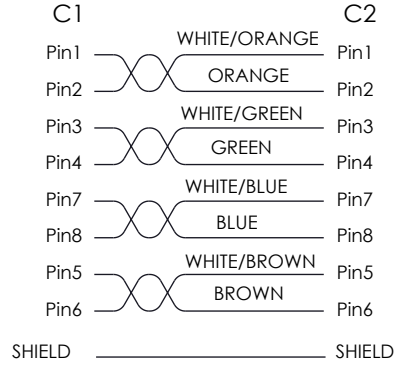 C1 C2
WHITE/ORANGE
Pin1 Pin1
ORANGE
Pin2 Pin2
WHITE/GREEN
Pin3 Pin3
GREEN
Pin4 Pin4
WHITE/BLUE
Pin7 Pin7
BLUE
Pin8 Pin8
WHITE/BROWN
Pin5 Pin5
BROWN
Pin6 Pin6
SHIELD SHIELD